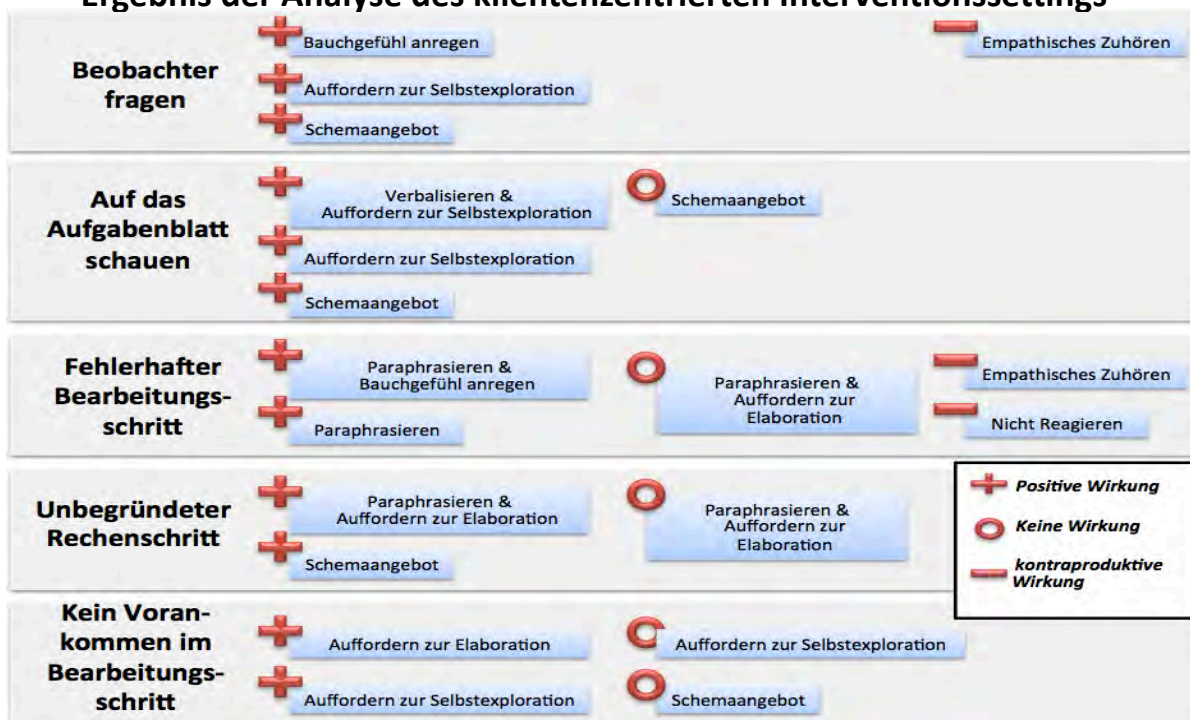 Ergebnis der Analyse des klientenzentrierten Interventionssettings
Beobachter
fragen
Bauchgefühl anregen
Auffordern zur Selbstexploration
Schemaangebot
Empathisches Zuhören
Auf das
Aufgabenblatt
schauen
Verbalisieren &
Auffordern zur Selbstexploration
Auffordern zur Selbstexploration
Schemaangebot
Schemaangebot
Fehlerhafter
Bearbeitungs-
schritt
Paraphrasieren &
Bauchgefühl anregen
Paraphrasieren
Paraphrasieren &
Auffordern zur
Elaboration
Empathisches Zuhören
Nicht Reagieren
Unbegründeter
Rechenschritt
Paraphrasieren &
Auffordern zur Elaboration
Schemaangebot
Paraphrasieren &
Auffordern zur
Elaboration
Positive Wirkung
Keine Wirkung
kontraproduktive
Wirkung
Kein Voran-
kommen im
Bearbeitungs-
schritt
Auffordern zur Elaboration
Auffordern zur Selbstexploration
Auffordern zur Selbstexploration
Schemaangebot